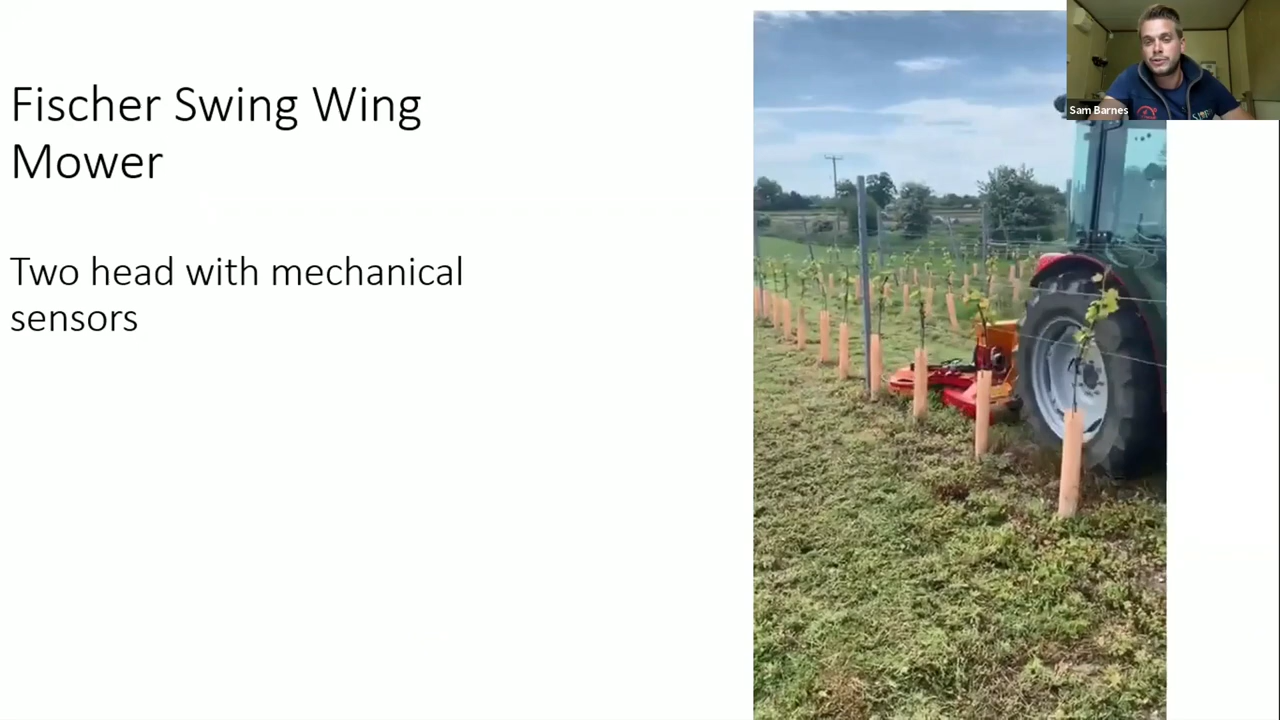 Fischer Swing Wing
Mower
Two head with mechanical
sensors
Sam Barnes